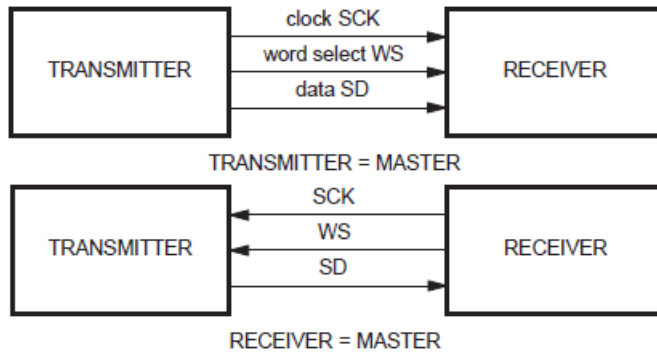 clock SCK
TRANSMITTER
word select WS
RECEIVER
data SD
TRANSMITTER = MASTER
SCK
TRANSMITTER
WS
RECEIVER
SD
RECEIVER = MASTER